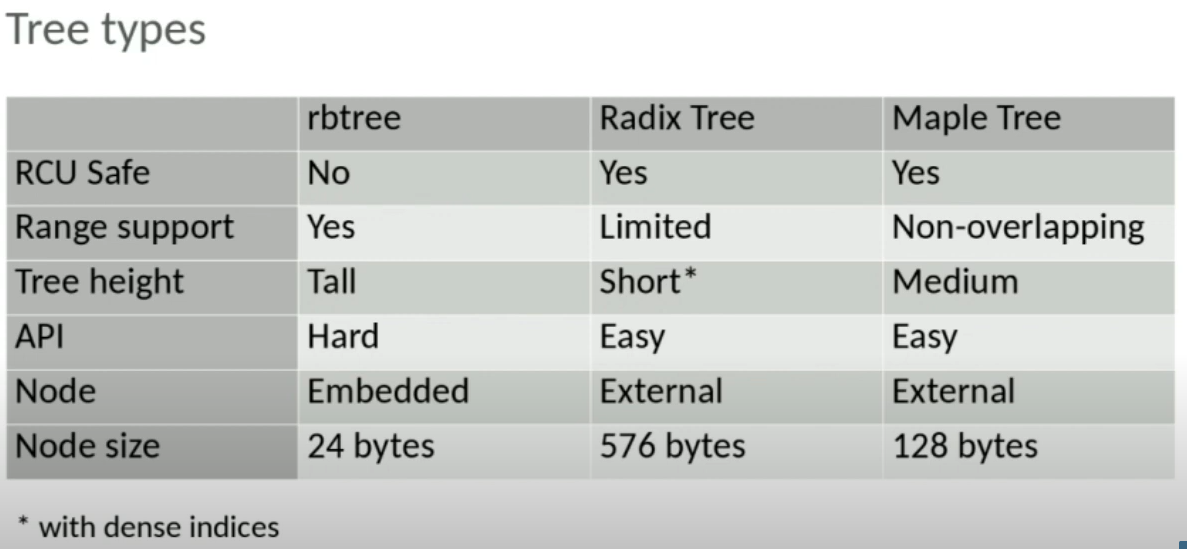 Tree types
rbtree Radix Tree Maple Tree
RCU Safe No Yes Yes
Range support Yes Limited Non-overlapping
Tree height Tall Short* Medium
API Hard Easy Easy
Node Embedded External External
Node size 24 bytes 576 bytes 128 bytes
* with dense indices